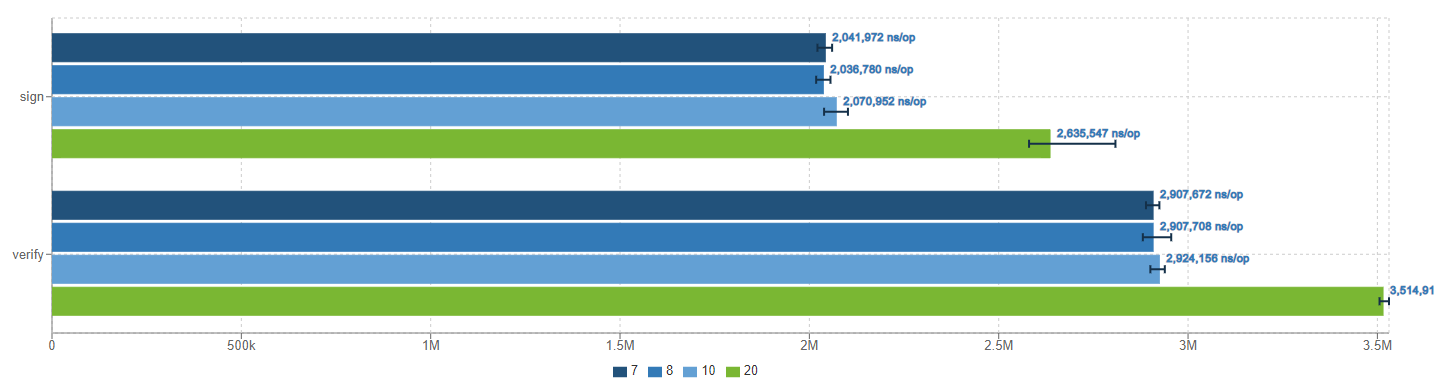 2,041,972 ns/op
2,036,780 ns/op
sign
2,070,952 ns/op
2,635,547 ns/op
2,907,672 ns/op
2,907,708 ns/op
verify
2,924,156 ns/op
3,514,91
0 500k 1M 1.5M 2M 2.5M 3M 3.5M
7 8 10 20